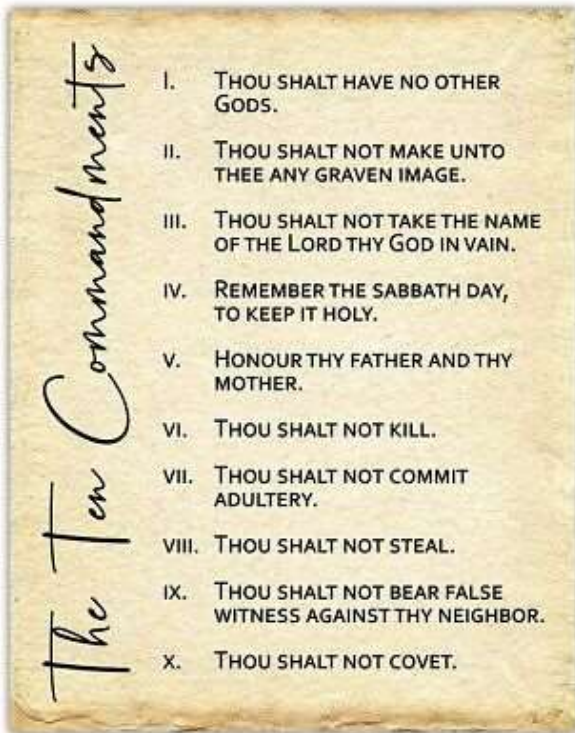 The Ten Commandments
I. THOU SHALT HAVE NO OTHER
GODS.
II. THOU SHALT NOT MAKE UNTO
THEE ANY GRAVEN IMAGE.
III. THOU SHALT NOT TAKE THE NAME
OF THE LORD THY GOD IN VAIN.
IV. REMEMBER THE SABBATH DAY,
TO KEEP IT HOLY.
V. HONOUR THY FATHER AND THY
MOTHER.
VI. THOU SHALT NOT KILL.
VII. THOU SHALT NOT COMMIT
ADULTERY.
VIII. THOU SHALT NOT STEAL.
IX. THOU SHALT NOT BEAR FALSE
WITNESS AGAINST THY NEIGHBOR.
X. THOU SHALT NOT COVET.